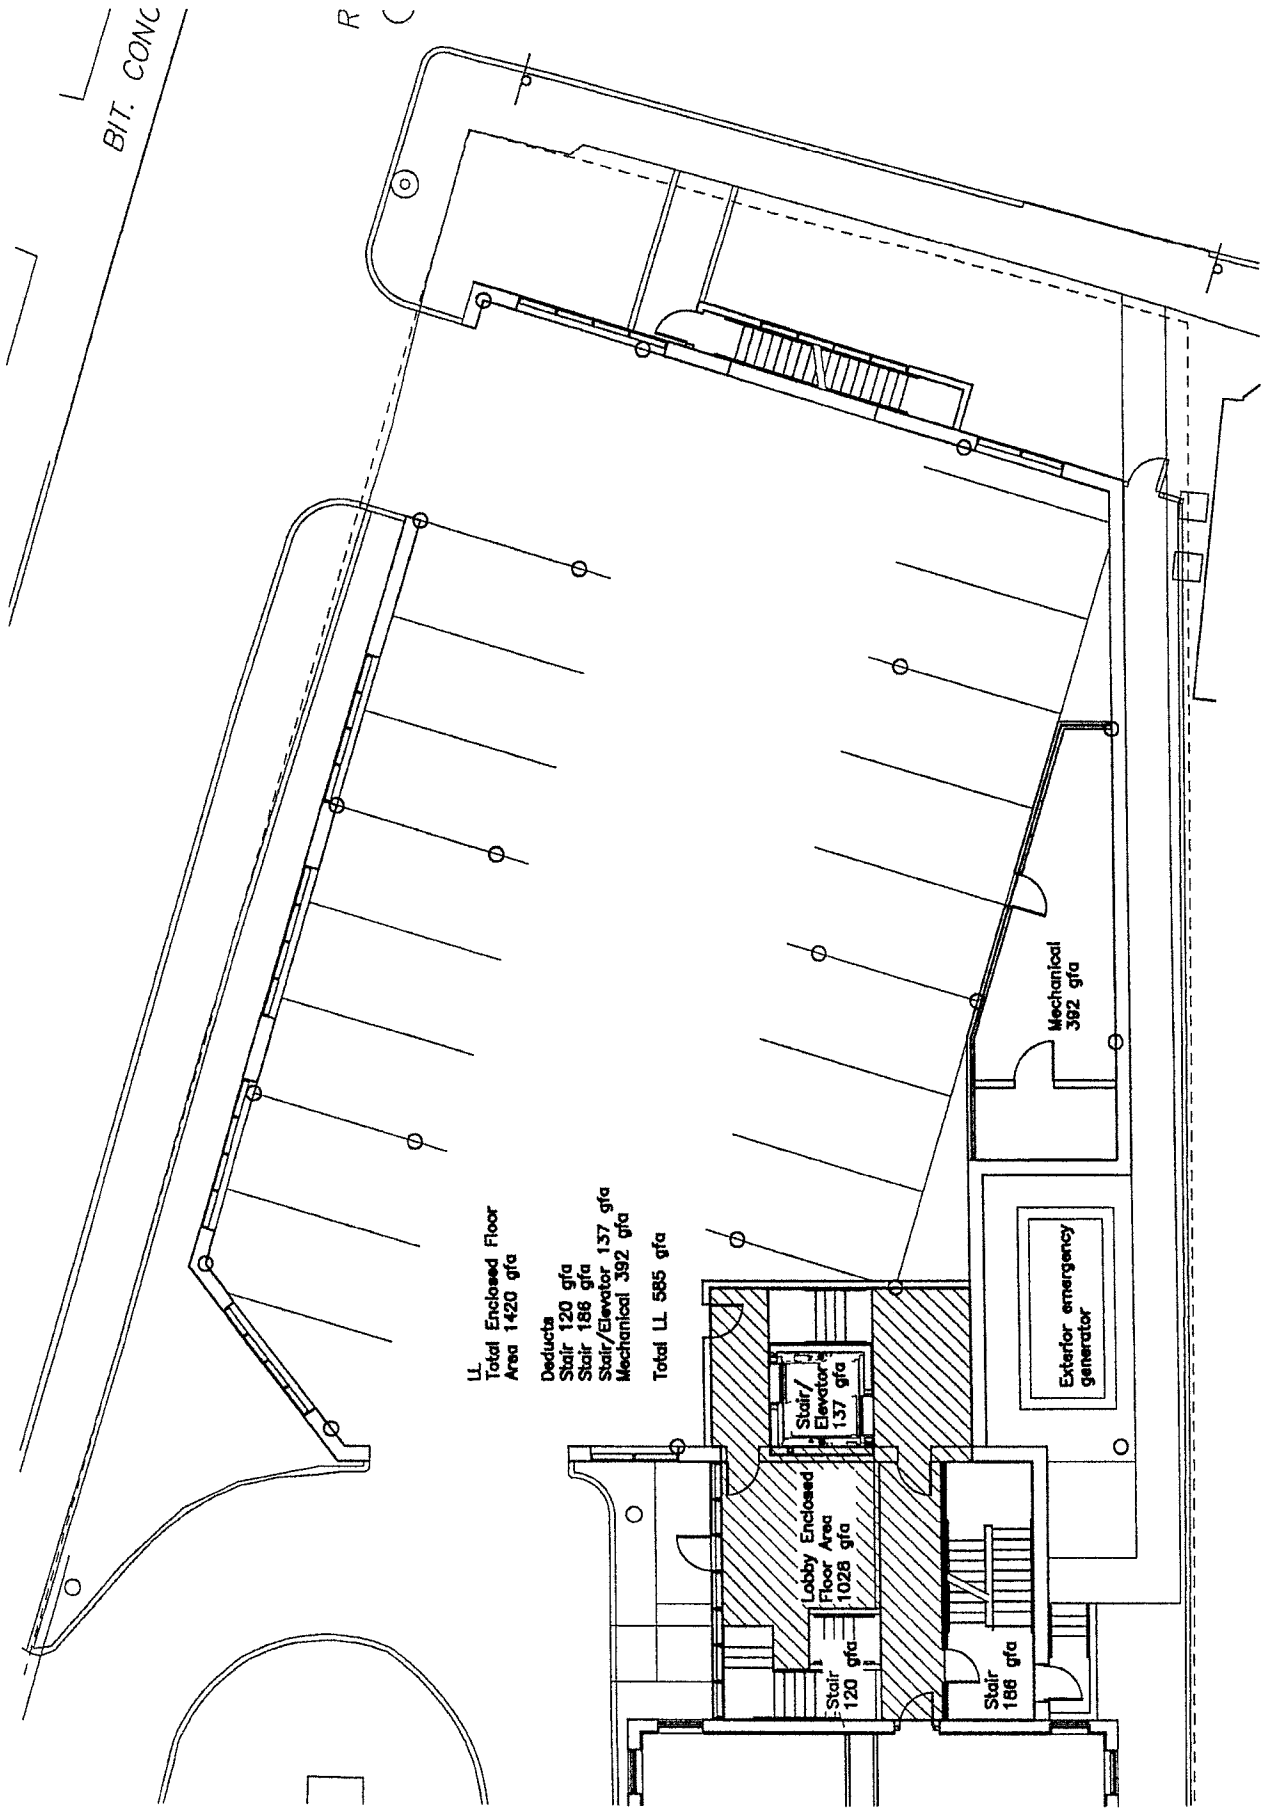 BIT. CONC
R
LL
Total Enclosed Floor
Area 1420 gfa
Deducts
Stair 120 gfa
Stair 186 gfa
Stair/Elevator 137 gfa
Mechanical 392 gfa
Total LL 585 gfa
Mechanical
392 gfa
Exterior emergency
generator
Stair/
Elevator
137 gfa
Lobby Enclosed
Floor Area
1028 gfa
Stair
120 gfa
Stair
186 gfa